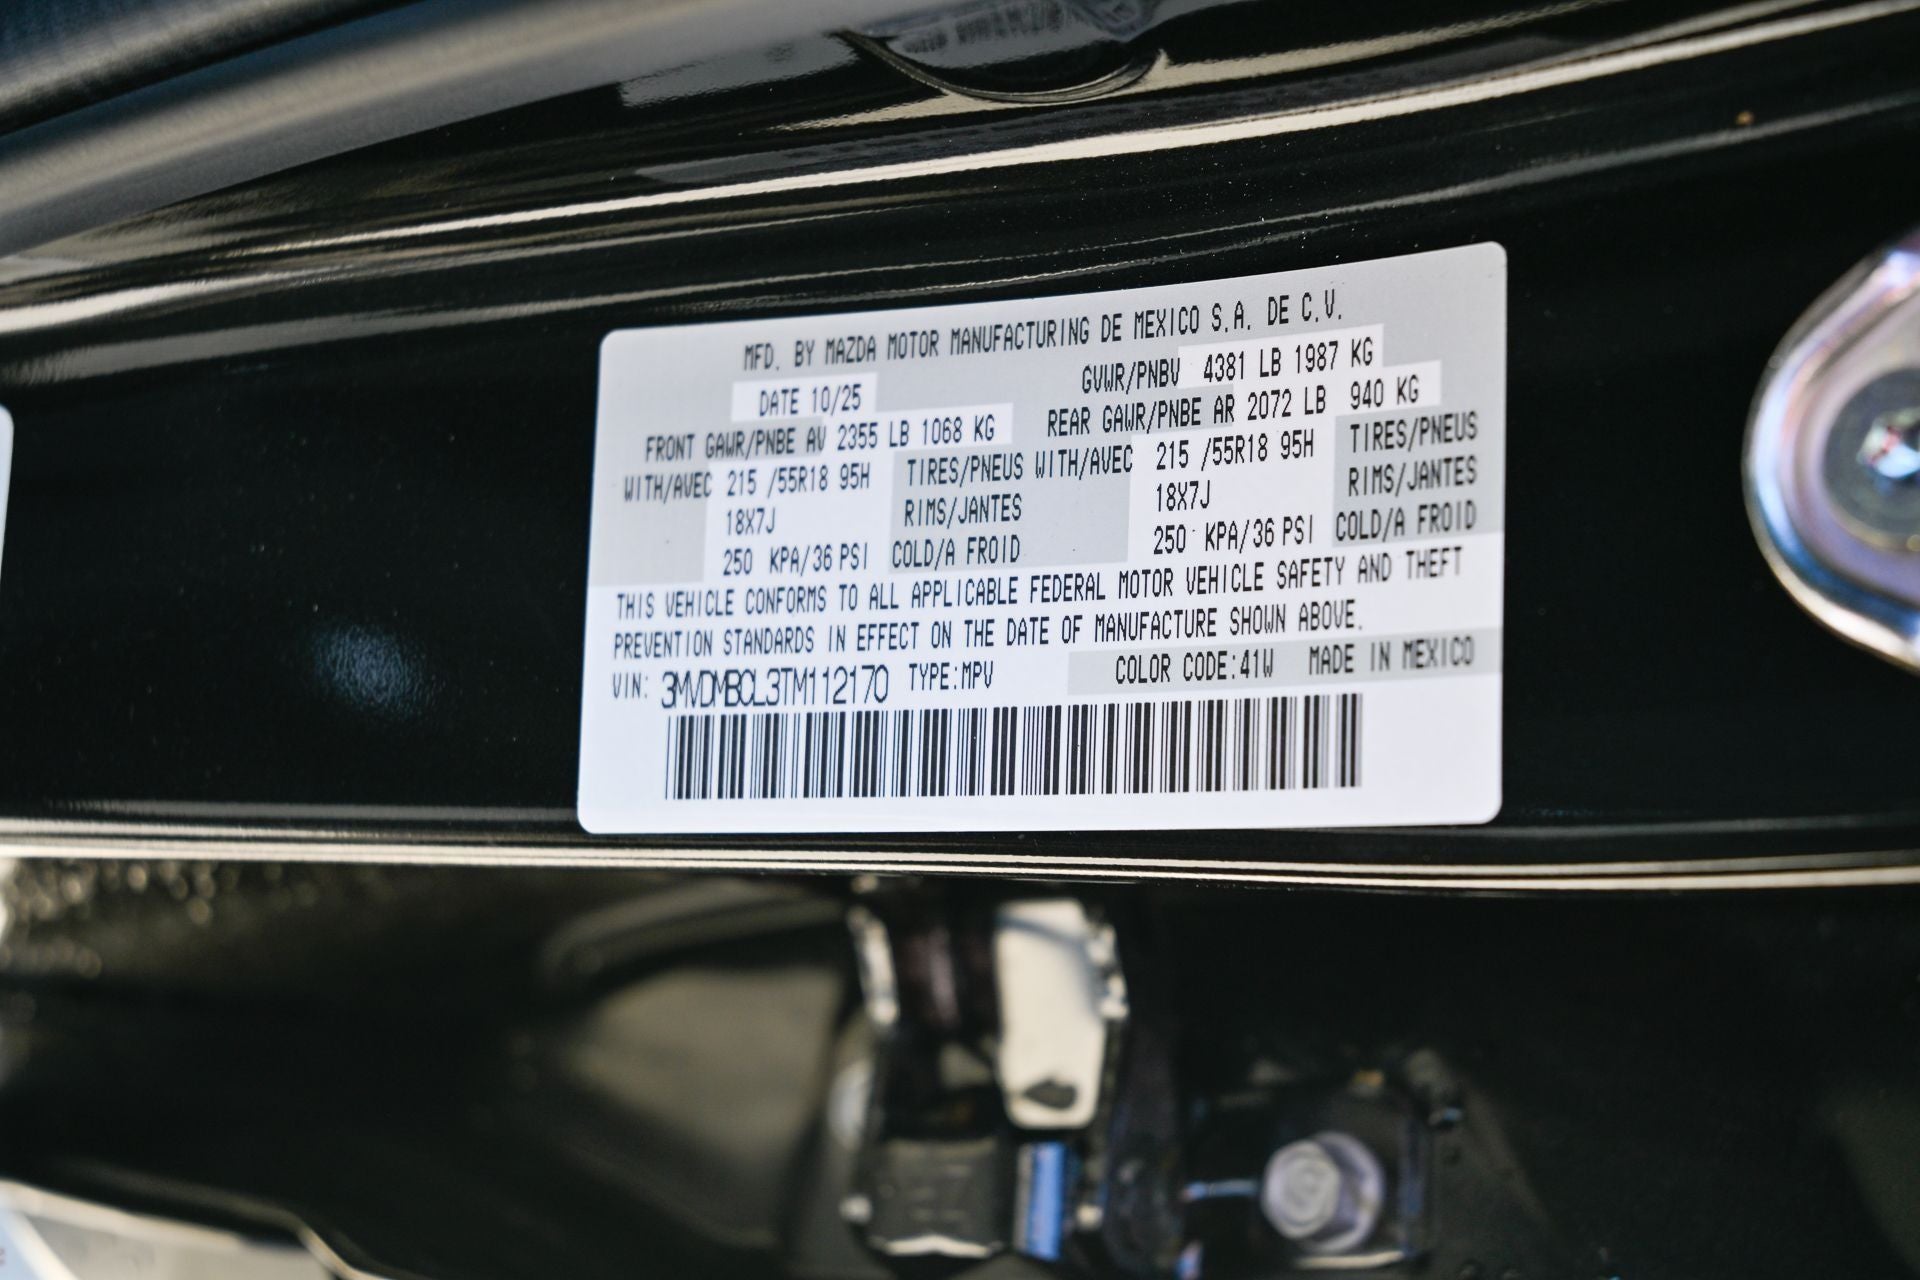 MFD. BY MAZDA MOTOR MANUFACTURING DE MEXICO S.A. DE C.V.
DATE 10/25 GVWR/PNBV 4381 LB 1987 KG
FRONT GAWR/PNBE AV 2355 LB 1068 KG REAR GAWR/PNBE AR 2072 LB 940 KG
WITH/AVEC 215 /55R18 95H TIRES/PNEUS WITH/AVEC 215 /55R18 95H TIRES/PNEUS
18X7J RIMS/JANTES 18X7J RIMS/JANTES
250 KPA/36 PSI COLD/A FROID 250 KPA/36 PSI COLD/A FROID
THIS VEHICLE CONFORMS TO ALL APPLICABLE FEDERAL MOTOR VEHICLE SAFETY AND THEFT
PREVENTION STANDARDS IN EFFECT ON THE DATE OF MANUFACTURE SHOWN ABOVE.
VIN: 3MVDMBCL3TM112170 TYPE:MPV COLOR CODE:41W MADE IN MEXICO